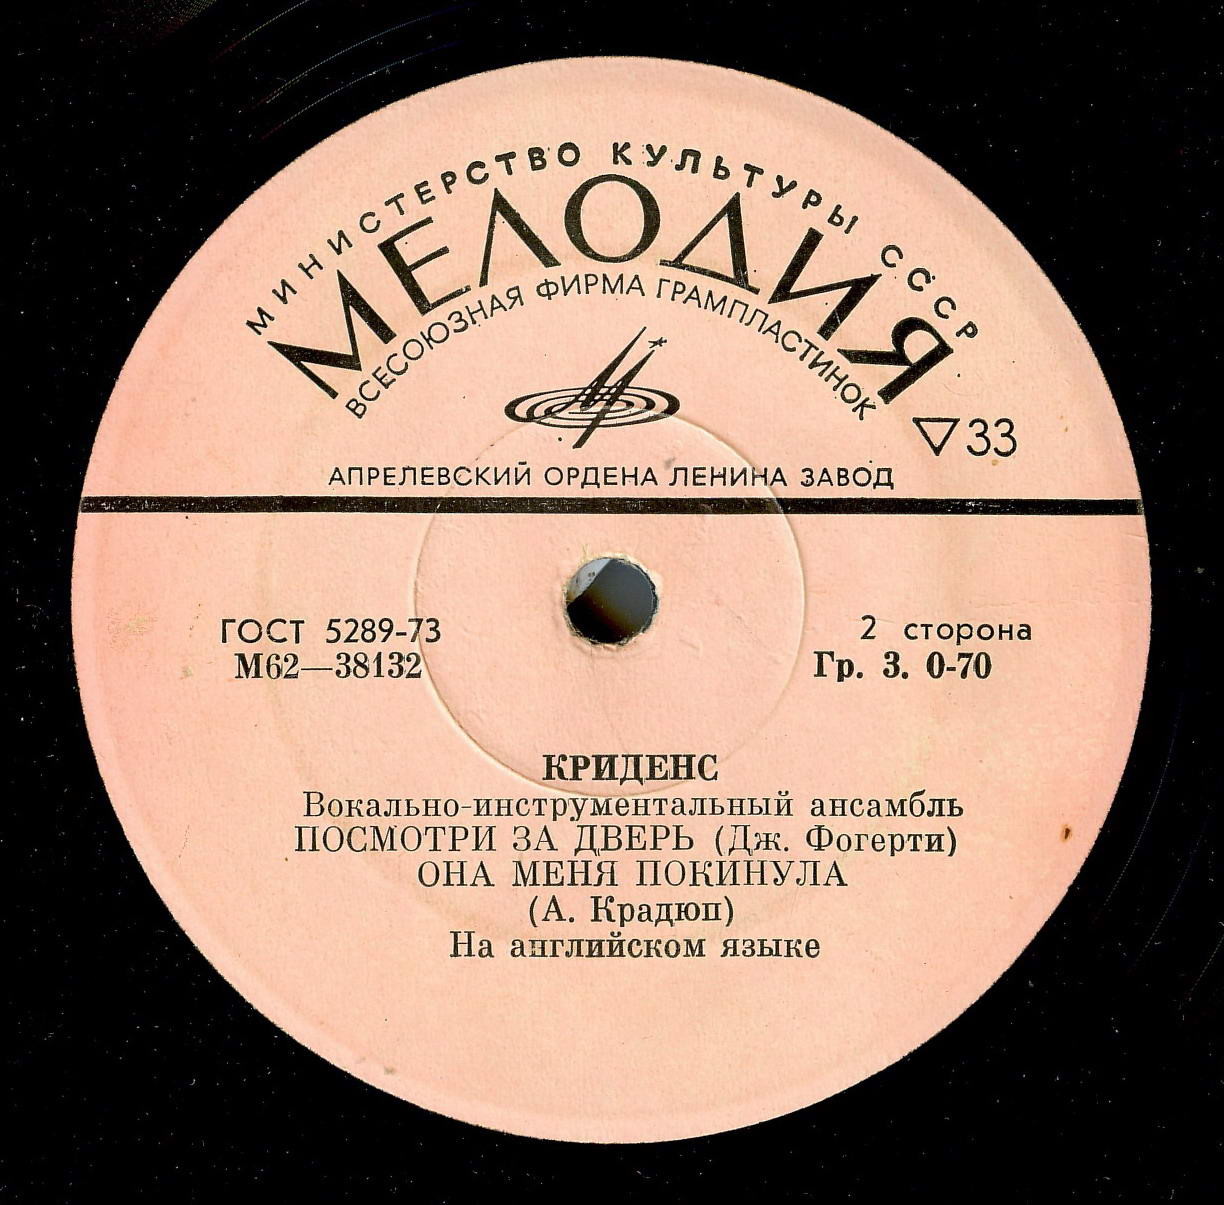 МИНИСТЕРСТВО КУЛЬТУРЫ СССР
МЕЛОДИЯ
ВСЕСОЮЗНАЯ ФИРМА ГРАМПЛАСТИНОК
33
АПРЕЛЕВСКИЙ ОРДЕНА ЛЕНИНА ЗАВОД
ГОСТ 5289-73
М62—38132
2 сторона
Гр. 3. 0-70
КРИДЕНС
Вокально-инструментальный ансамбль
ПОСМОТРИ ЗА ДВЕРЬ (Дж. Фогерти)
ОНА МЕНЯ ПОКИНУЛА
(А. Крадюп)
На английском языке